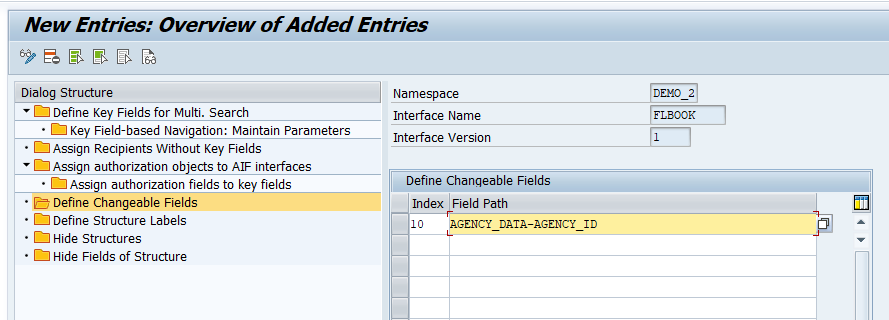 New Entries: Overview of Added Entries
Dialog Structure
Define Key Fields for Multi. Search
Key Field-based Navigation: Maintain Parameters
Assign Recipients Without Key Fields
Assign authorization objects to AIF interfaces
Assign authorization fields to key fields
Define Changeable Fields
Define Structure Labels
Hide Structures
Hide Fields of Structure
Namespace DEMO_2
Interface Name FLBOOK
Interface Version 1
Define Changeable Fields
Index Field Path
10 AGENCY_DATA-AGENCY_ID